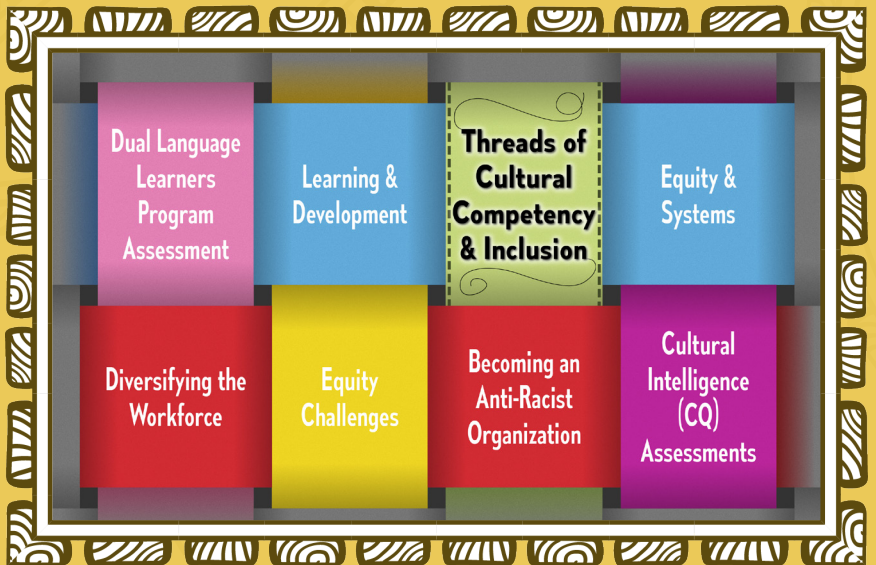 Dual Language
Learners
Program
Assessment
Learning &
Development
Threads of
Cultural
Competency
& Inclusion
Equity &
Systems
Diversifying the
Workforce
Equity
Challenges
Becoming an
Anti-Racist
Organization
Cultural
Intelligence
(CQ)
Assessments